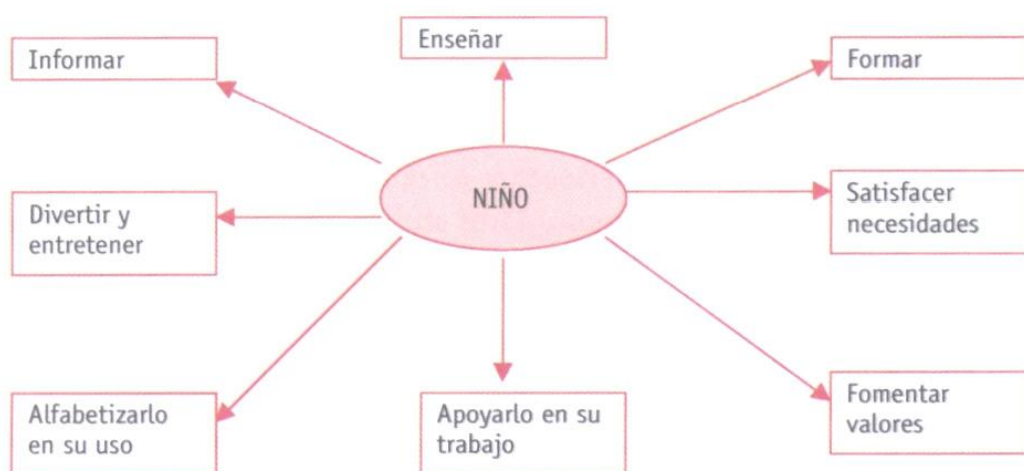 Enseñar
Informar
Formar
NIÑO
Divertir y
entretener
Satisfacer
necesidades
Alfabetizarlo
en su uso
Apoyarlo en su
trabajo
Fomentar
valores